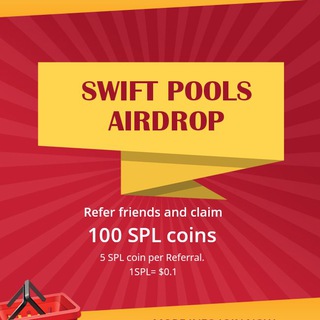 SWIFT POOLS
AIRDROP
Refer friends and claim
100 SPL coins
5 SPL coin per Referral.
1SPL= $0.1